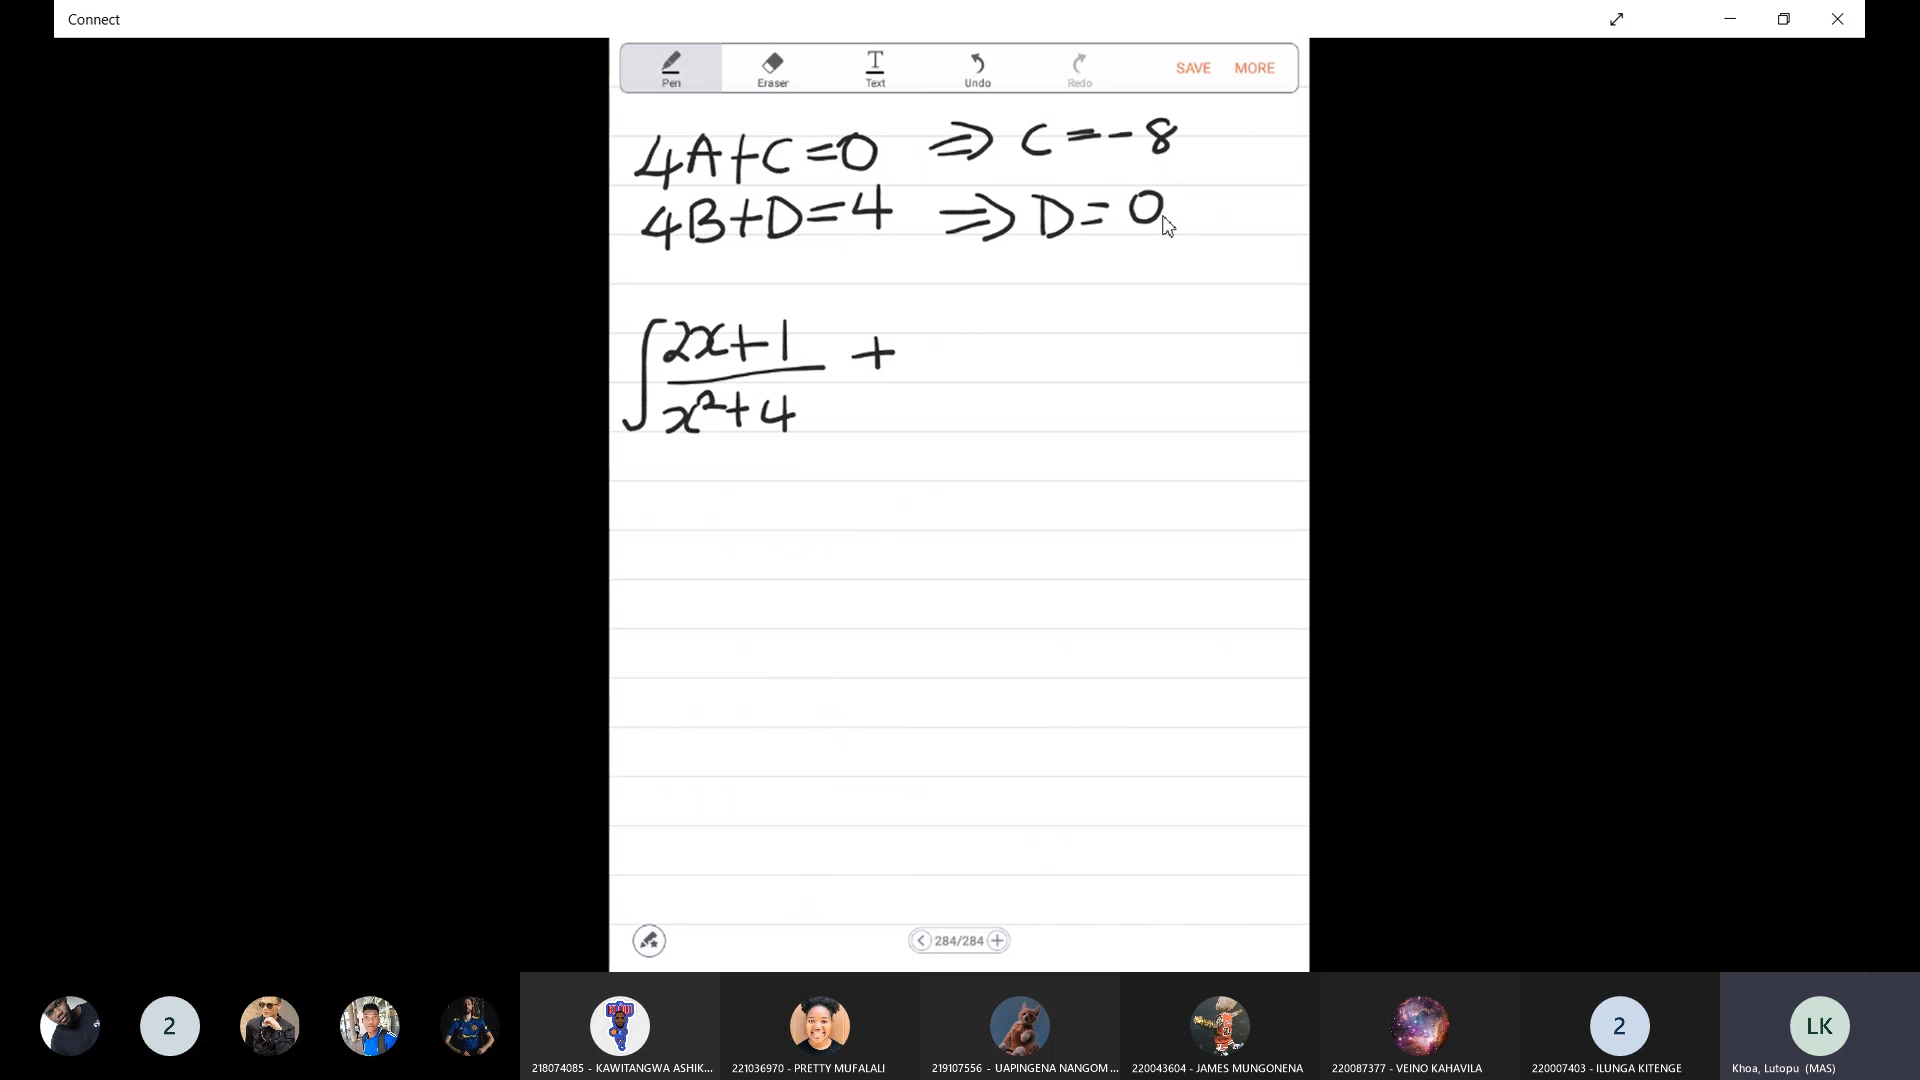 Connect
Pen Eraser Text Undo Redo SAVE MORE
4A+C=0 ⇒ C=-8
4B+D=4 ⇒ D=0
∫ (2x+1)/(x²+4) +
284/284
2 2 LK
218074085 - KAWITANGWA ASHIK... 221036970 - PRETTY MUFALALI 219107556 - UAPINGENA NANGOM ... 220043604 - JAMES MUNGONENA 220087377 - VEINO KAHAVILA 220007403 - ILUNGA KITENGE Khoa, Lutopu (MAS)